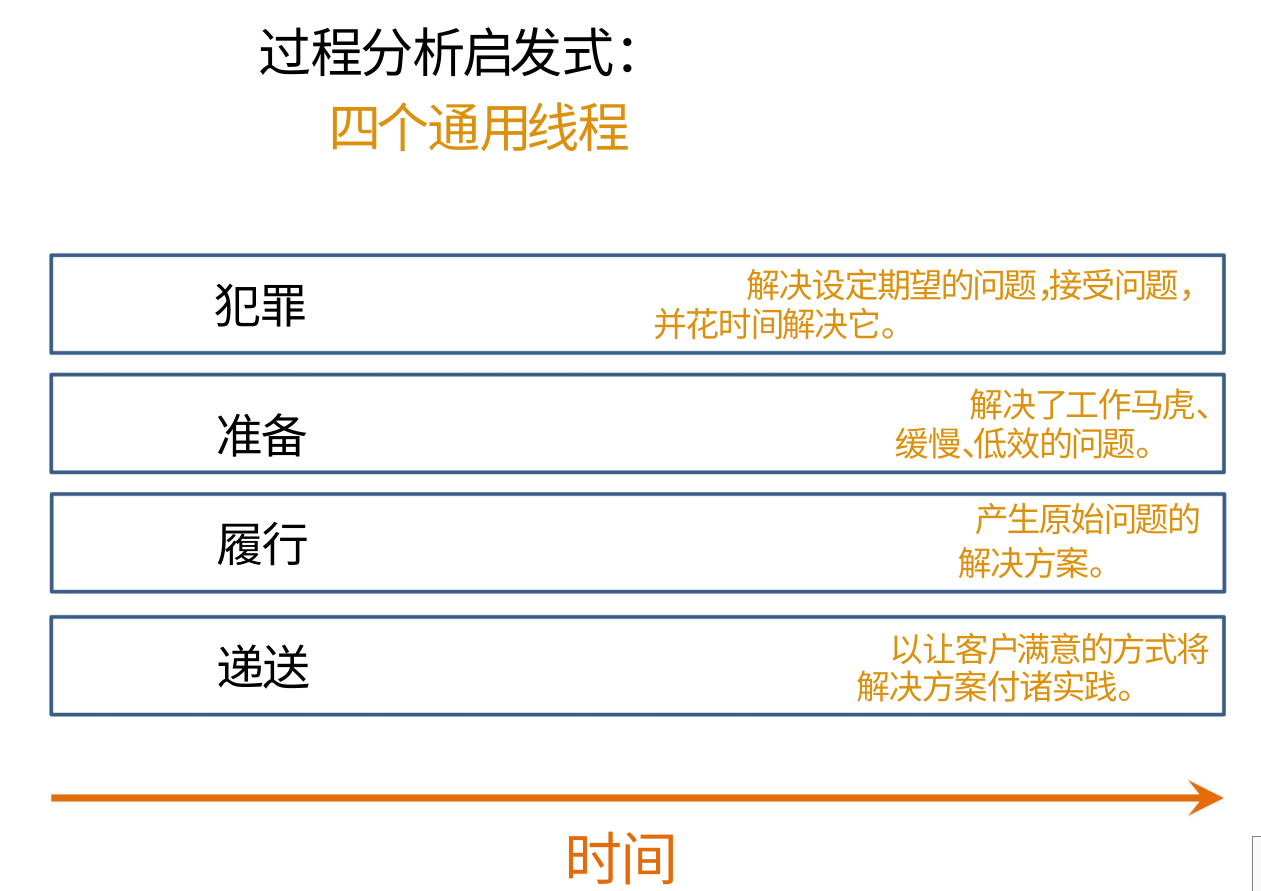 过程分析启发式：
四个通用线程
犯罪
解决设定期望的问题，接受问题，
并花时间解决它。
准备
解决了工作马虎、
缓慢、低效的问题。
履行
产生原始问题的
解决方案。
递送
以让客户满意的方式将
解决方案付诸实践。
时间